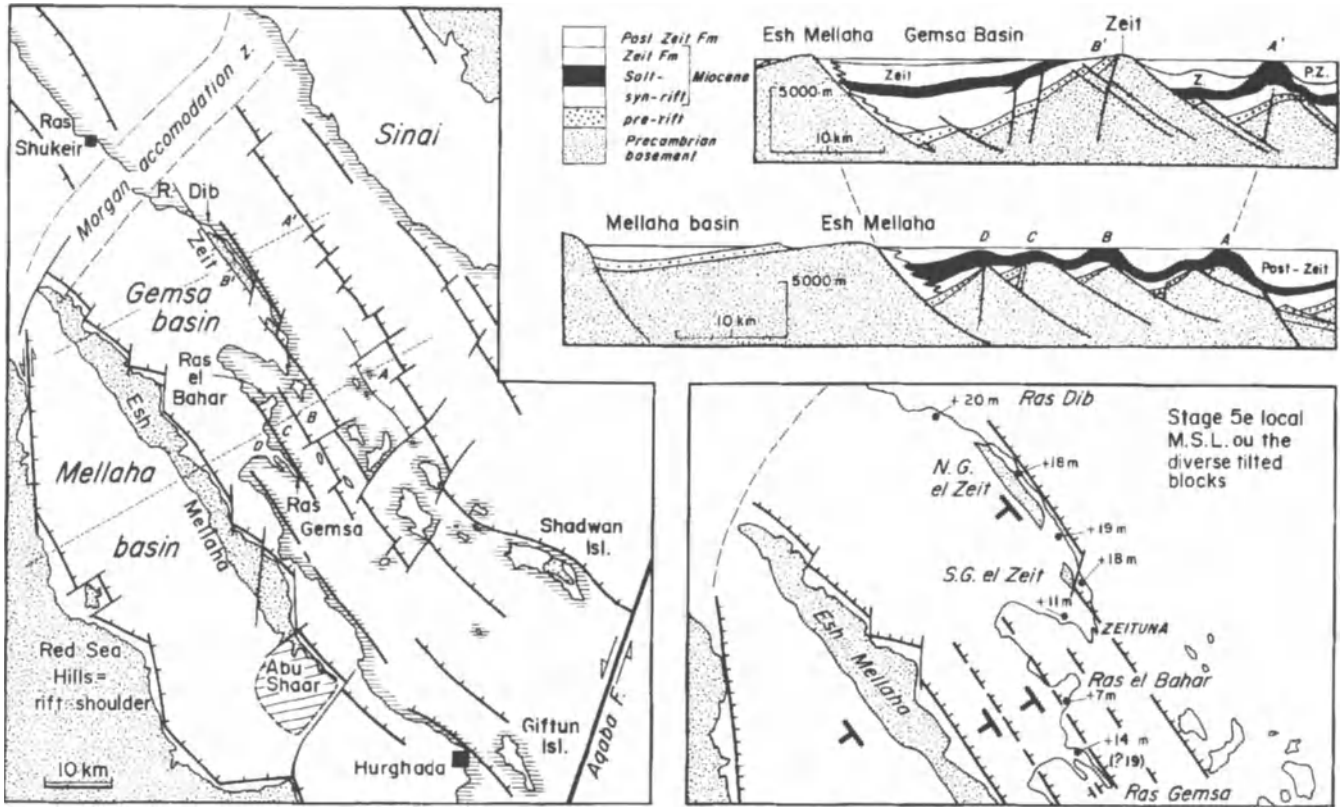 Ras
Shukeir
Morgan accomodation Z.
Sinai
R. Dib
Zeit
A'
B'
Gemsa
basin
Ras
el
Bahar
A
B
C
D
Esh
Mellaha
Ras
Gemsa
Mellaha
basin
Shadwan
Isl.
Red Sea
Hills =
rift-shoulder
Abu
Shaar
Giftun
Isl.
Aqaba F.
10 km
Hurghada
Post Zeit Fm
Zeit Fm
Salt-
Miocene
syn-rift
pre-rift
Precambrian
basement
Esh Mellaha
Gemsa Basin
B'
Zeit
A'
Zeit
Z.
P.Z.
5000 m
10 km
Mellaha basin
Esh Mellaha
D
C
B
A
Post-Zeit
5000 m
10 km
+ 20 m
Ras Dib
Stage 5e local
M.S.L. ou the
diverse tilted
blocks
N.G.
el Zeit
+18m
+19 m
S.G. el Zeit
+18 m
+11m
ZEITUNA
Esh
Mellaha
Ras el Bahar
+7m
+14 m
(?19)
Ras Gemsa